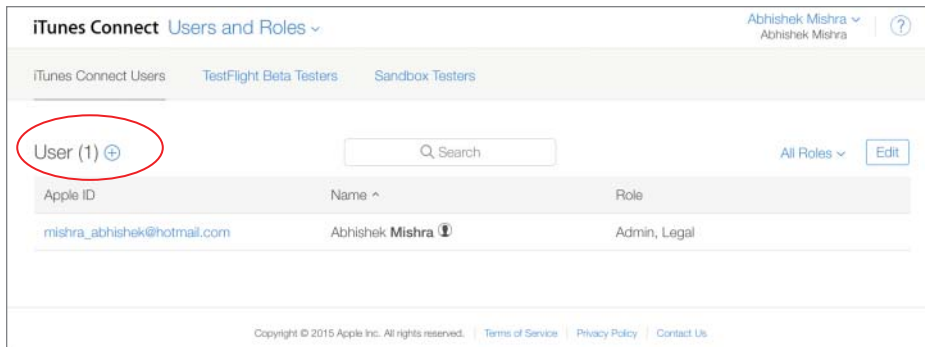 iTunes Connect Users and Roles
Abhishek Mishra
Abhishek Mishra
?
iTunes Connect Users TestFlight Beta Testers Sandbox Testers
User (1) Search All Roles Edit
Apple ID Name Role
mishra_abhishek@hotmail.com Abhishek Mishra Admin, Legal
Copyright © 2015 Apple Inc. All rights reserved. | Terms of Service | Privacy Policy | Contact Us